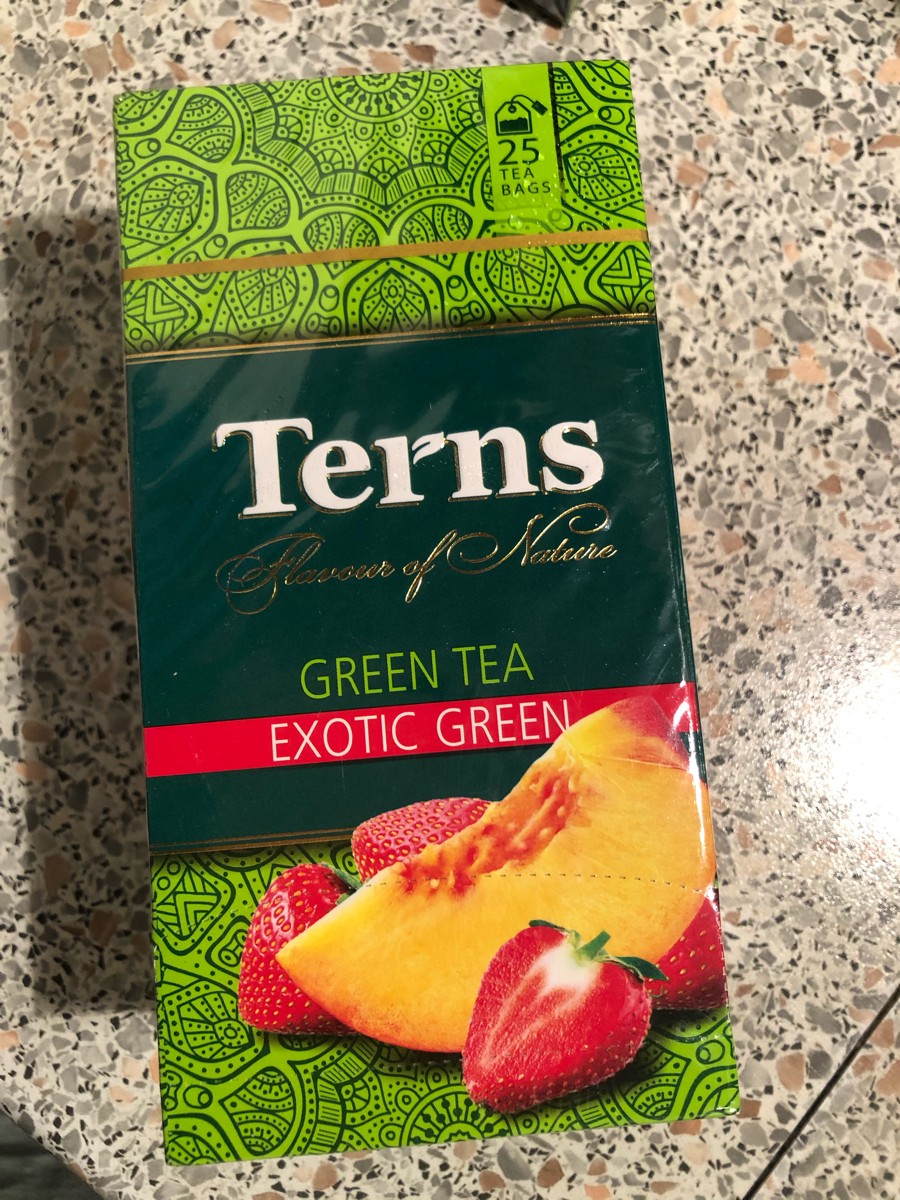 25
TEA
BAGS
Terns
Flavour of Nature
GREEN TEA
EXOTIC GREEN